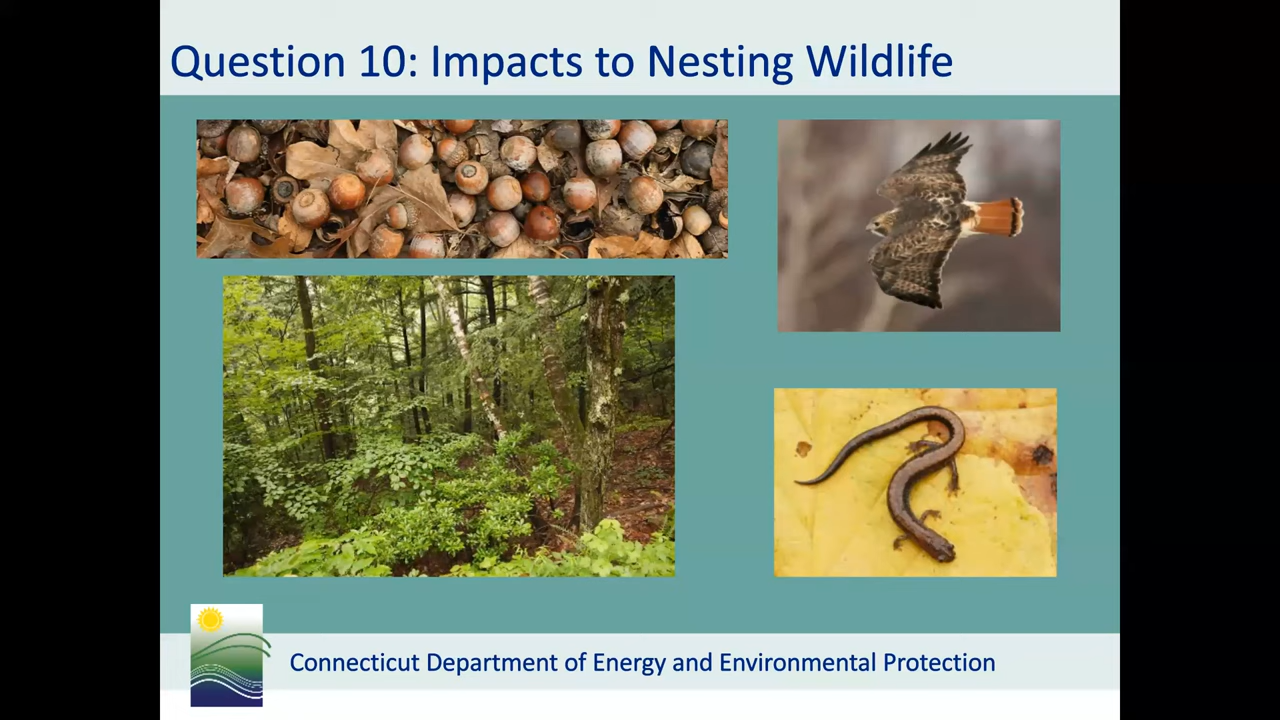 Question 10: Impacts to Nesting Wildlife
Connecticut Department of Energy and Environmental Protection